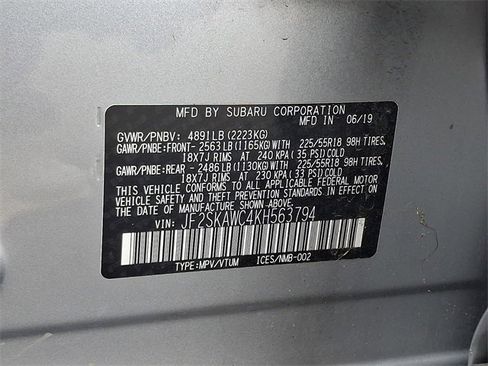 MFD BY SUBARU CORPORATION
MFD IN 06/19
GVWR/PNBV: 4891LB(2223KG)
GAWR/PNBE:FRONT- 2563LB(1165KG)WITH 225/55R18 98H TIRES,
18X7J RIMS AT 240 KPA(35 PSI)COLD
GAWR/PNBE:REAR - 2486LB(1130KG)WITH 225/55R18 98H TIRES,
18X7J RIMS AT 230 KPA(33 PSI)COLD
THIS VEHICLE CONFORMS TO ALL APPLICABLE FEDERAL MOTOR
VEHICLE SAFETY AND THEFT PREVENTION STANDARDS IN EFFECT
ON THE DATE OF MANUFACTURE SHOWN ABOVE.
VIN: JF2SKAWC4KH563794
TYPE:MPV/VTUM ICES/NMB-002